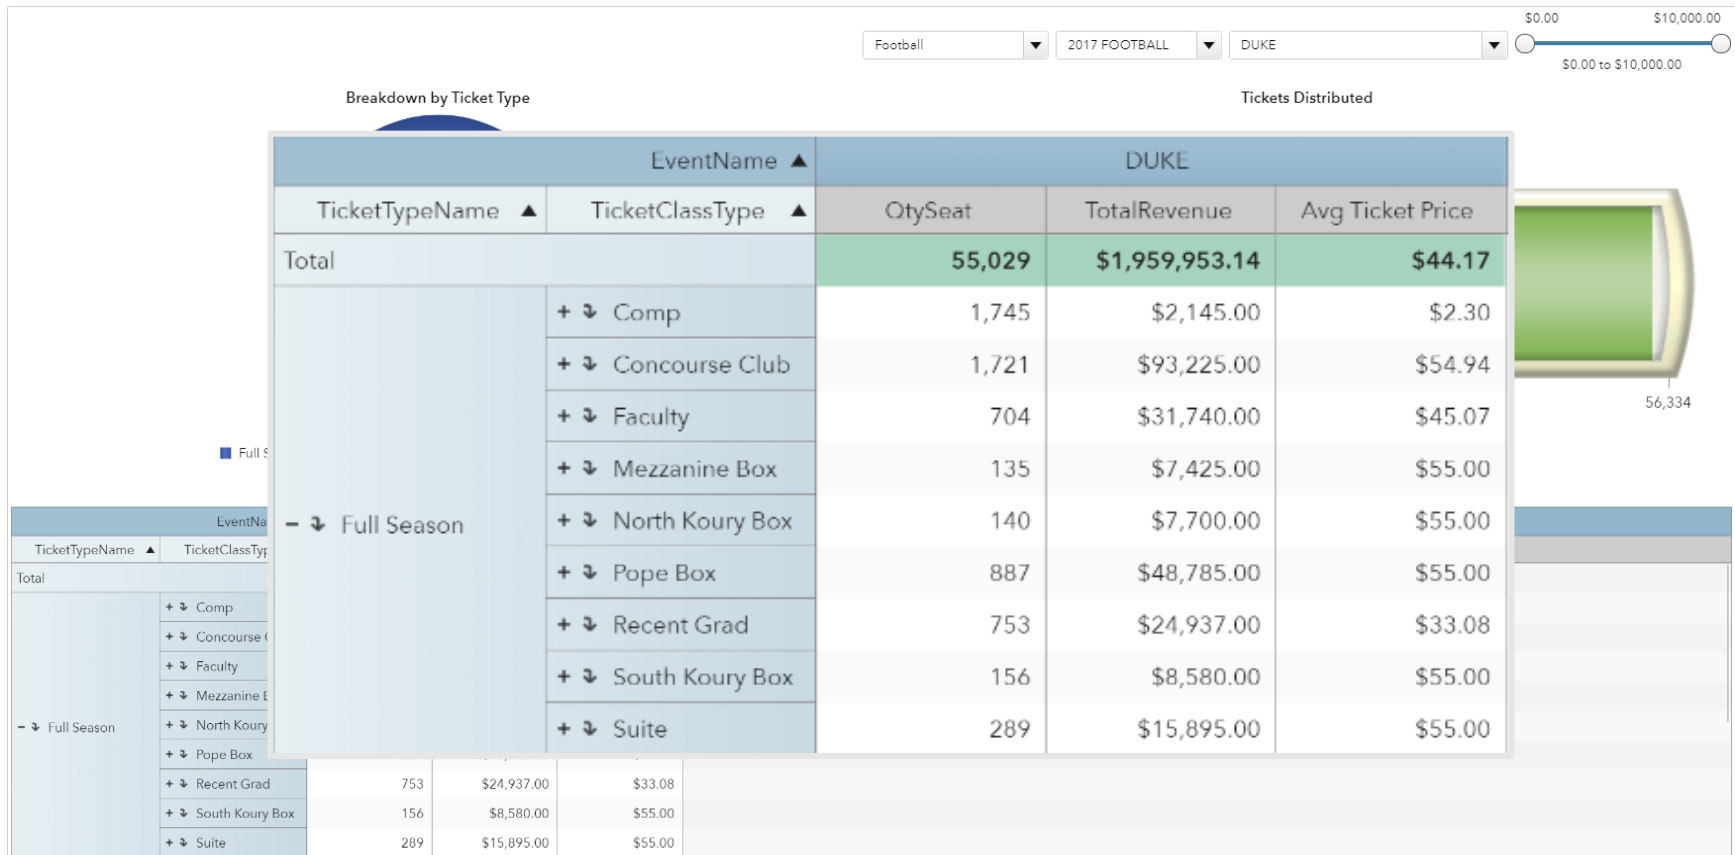 $0.00 $10,000.00
Football 2017 FOOTBALL DUKE
$0.00 to $10,000.00
Breakdown by Ticket Type Tickets Distributed
EventName ▲ DUKE
TicketTypeName ▲ TicketClassType ▲ QtySeat TotalRevenue Avg Ticket Price
Total 55,029 $1,959,953.14 $44.17
+ Comp 1,745 $2,145.00 $2.30
+ Concourse Club 1,721 $93,225.00 $54.94
+ Faculty 704 $31,740.00 $45.07
+ Mezzanine Box 135 $7,425.00 $55.00
− Full Season + North Koury Box 140 $7,700.00 $55.00
+ Pope Box 887 $48,785.00 $55.00
+ Recent Grad 753 $24,937.00 $33.08
+ South Koury Box 156 $8,580.00 $55.00
+ Suite 289 $15,895.00 $55.00
56,334
Full S
EventNa
TicketTypeName ▲ TicketClassTyp
Total
+ Comp
+ Concourse
+ Faculty
+ Mezzanine
− Full Season + North Koury
+ Pope Box
+ Recent Grad 753 $24,937.00 $33.08
+ South Koury Box 156 $8,580.00 $55.00
+ Suite 289 $15,895.00 $55.00